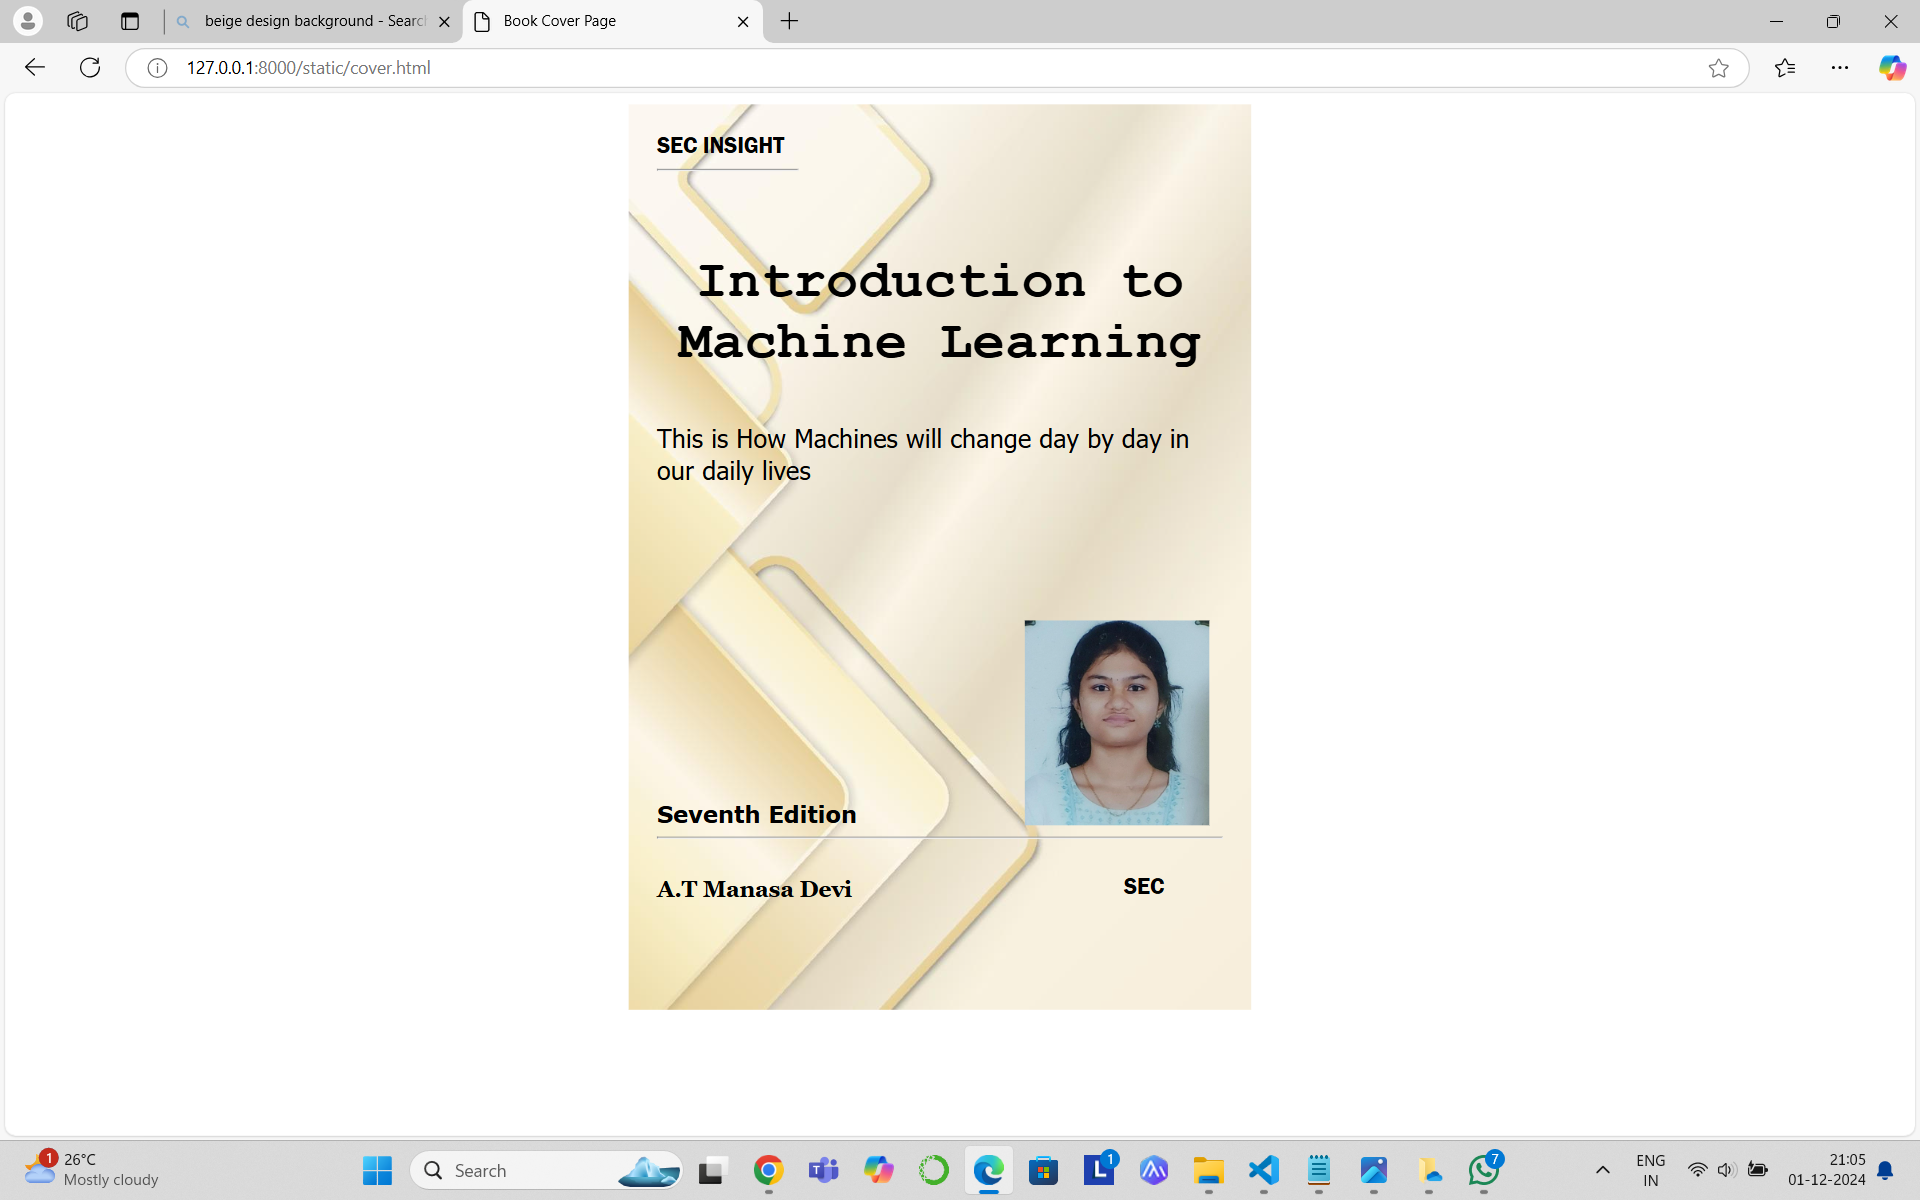 beige design background - Searc
Book Cover Page
127.0.0.1:8000/static/cover.html
SEC INSIGHT
Introduction to
Machine Learning
This is How Machines will change day by day in
our daily lives
Seventh Edition
A.T Manasa Devi
SEC
1
26°C
Mostly cloudy
Search
T
L
1
7
ENG
IN
21:05
01-12-2024